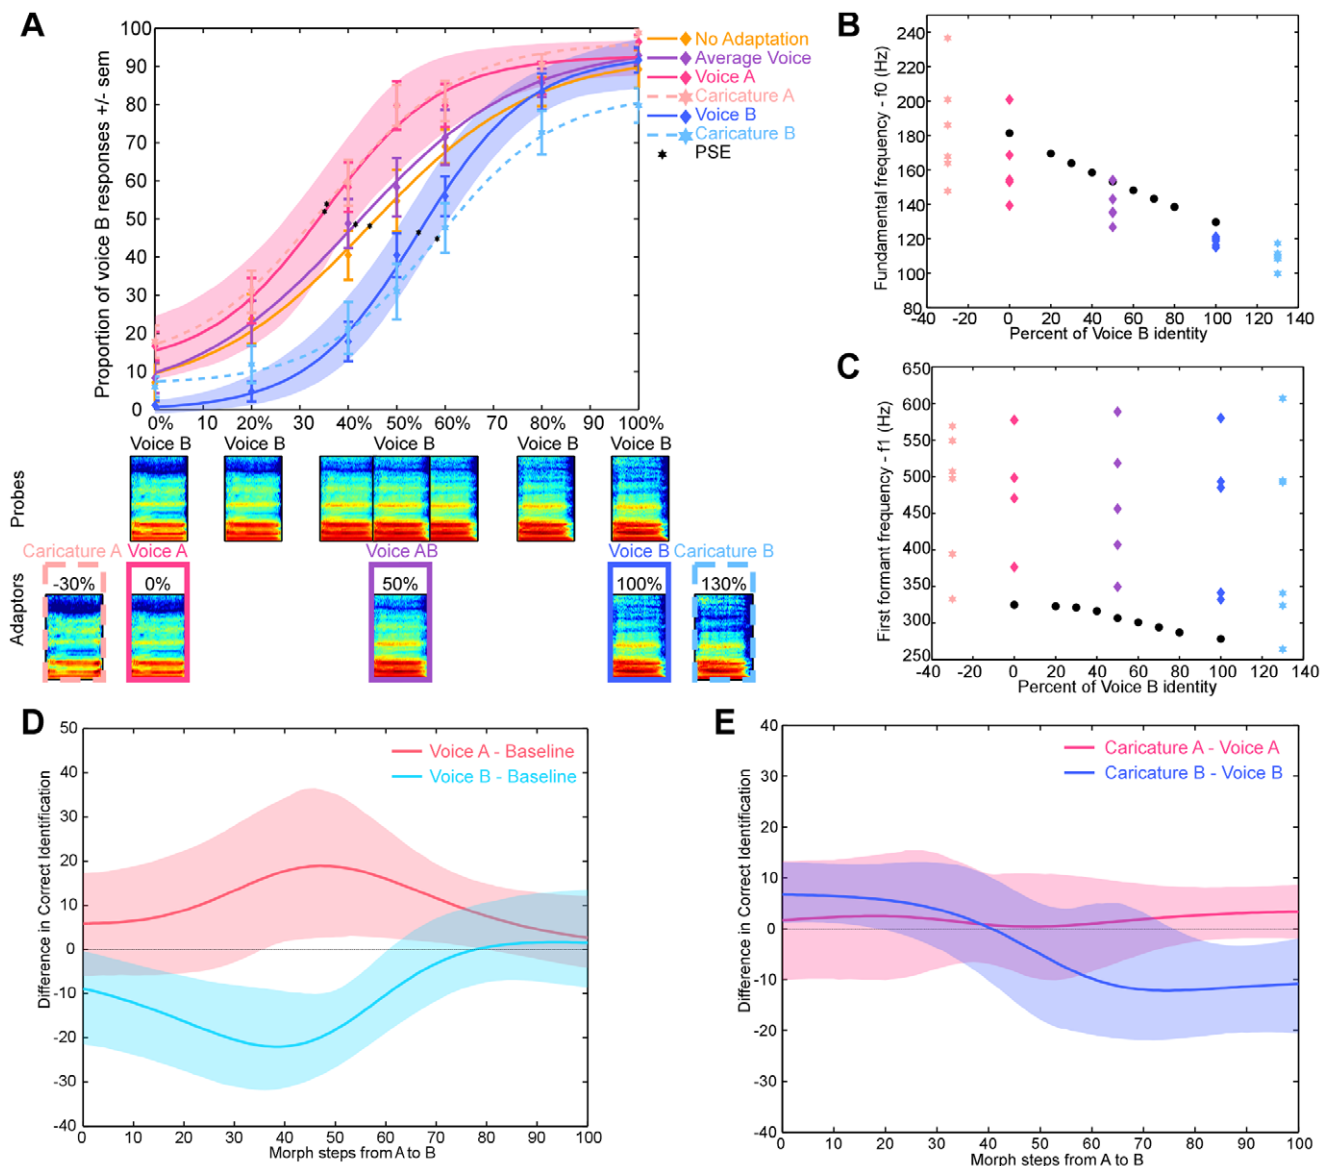 A
100
90
80
70
60
50
40
30
20
10
0
Proportion of voice B responses +/- sem
0% 10 20% 30 40% 50% 60% 70 80% 90 100%
No Adaptation
Average Voice
Voice A
Caricature A
Voice B
Caricature B
PSE
Voice B Voice B Voice B Voice B Voice B
Probes
Caricature A Voice A Voice AB Voice B Caricature B
Adaptors
-30% 0% 50% 100% 130%
B
240
220
200
180
160
140
120
100
80
Fundamental frequency - f0 (Hz)
-40 -20 0 20 40 60 80 100 120 140
Percent of Voice B identity
C
650
600
550
500
450
400
350
300
250
First formant frequency - f1 (Hz)
-40 -20 0 20 40 60 80 100 120 140
Percent of Voice B identity
D
50
40
30
20
10
0
-10
-20
-30
-40
Difference in Correct Identification
Voice A - Baseline
Voice B - Baseline
0 10 20 30 40 50 60 70 80 90 100
Morph steps from A to B
E
40
30
20
10
0
-10
-20
-30
-40
Difference in Correct Identification
Caricature A - Voice A
Caricature B - Voice B
0 20 40 60 80 100
Morph steps from A to B